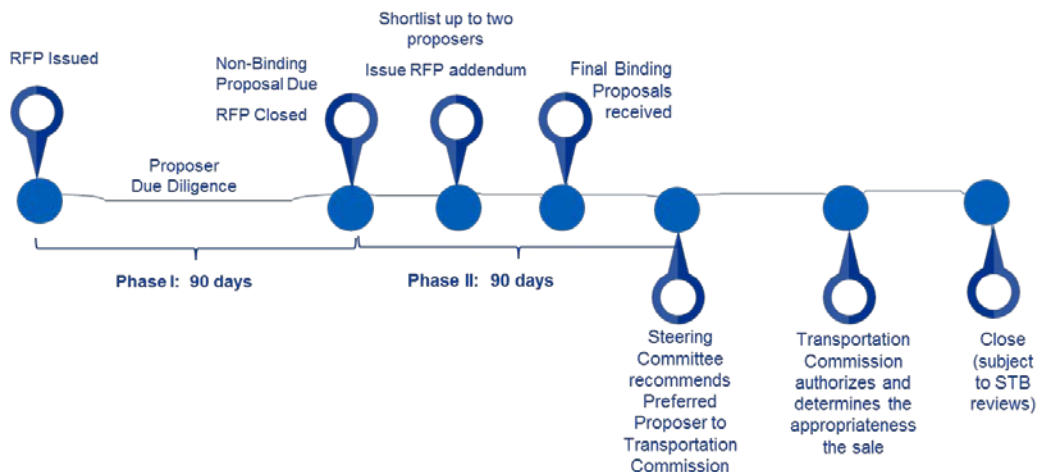 RFP Issued
Proposer
Due Diligence
Non-Binding
Proposal Due
RFP Closed
Shortlist up to two
proposers
Issue RFP addendum
Final Binding
Proposals
received
Phase I:  90 days
Phase II:  90 days
Steering
Committee
recommends
Preferred
Proposer to
Transportation
Commission
Transportation
Commission
authorizes and
determines the
appropriateness
the sale
Close
(subject
to STB
reviews)